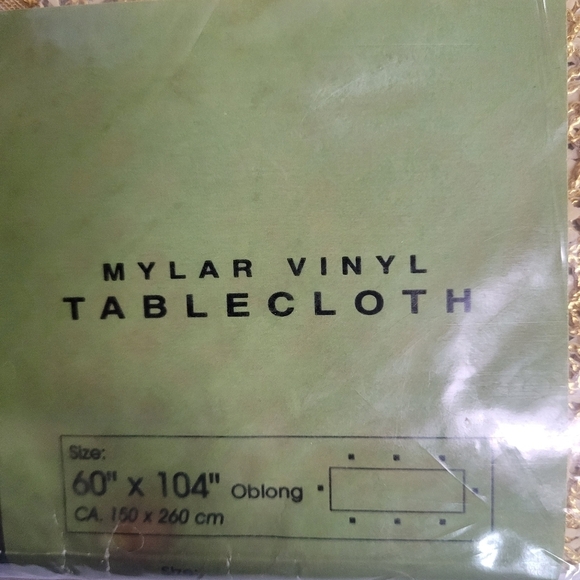 MYLAR VINYL
TABLECLOTH
Size:
60" x 104" Oblong
CA. 150 x 260 cm